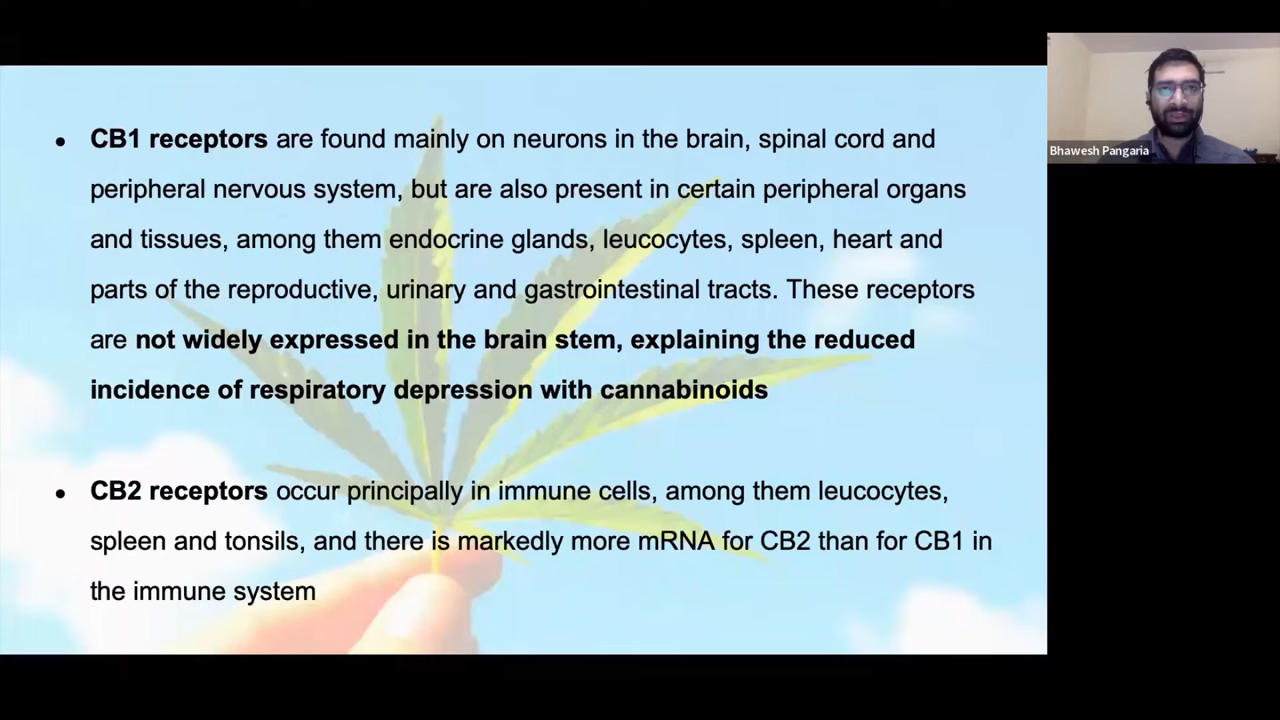 ● CB1 receptors are found mainly on neurons in the brain, spinal cord and
peripheral nervous system, but are also present in certain peripheral organs
and tissues, among them endocrine glands, leucocytes, spleen, heart and
parts of the reproductive, urinary and gastrointestinal tracts. These receptors
are not widely expressed in the brain stem, explaining the reduced
incidence of respiratory depression with cannabinoids
● CB2 receptors occur principally in immune cells, among them leucocytes,
spleen and tonsils, and there is markedly more mRNA for CB2 than for CB1 in
the immune system
Bhawesh Pangaria